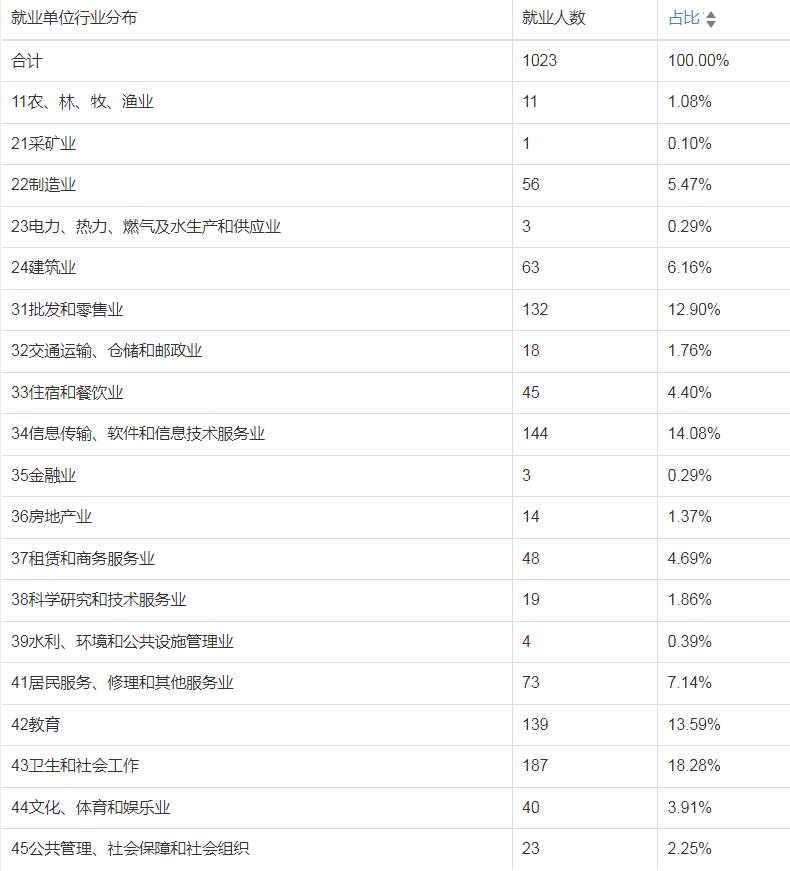 就业单位行业分布 就业人数 占比
合计 1023 100.00%
11农、林、牧、渔业 11 1.08%
21采矿业 1 0.10%
22制造业 56 5.47%
23电力、热力、燃气及水生产和供应业 3 0.29%
24建筑业 63 6.16%
31批发和零售业 132 12.90%
32交通运输、仓储和邮政业 18 1.76%
33住宿和餐饮业 45 4.40%
34信息传输、软件和信息技术服务业 144 14.08%
35金融业 3 0.29%
36房地产业 14 1.37%
37租赁和商务服务业 48 4.69%
38科学研究和技术服务业 19 1.86%
39水利、环境和公共设施管理业 4 0.39%
41居民服务、修理和其他服务业 73 7.14%
42教育 139 13.59%
43卫生和社会工作 187 18.28%
44文化、体育和娱乐业 40 3.91%
45公共管理、社会保障和社会组织 23 2.25%